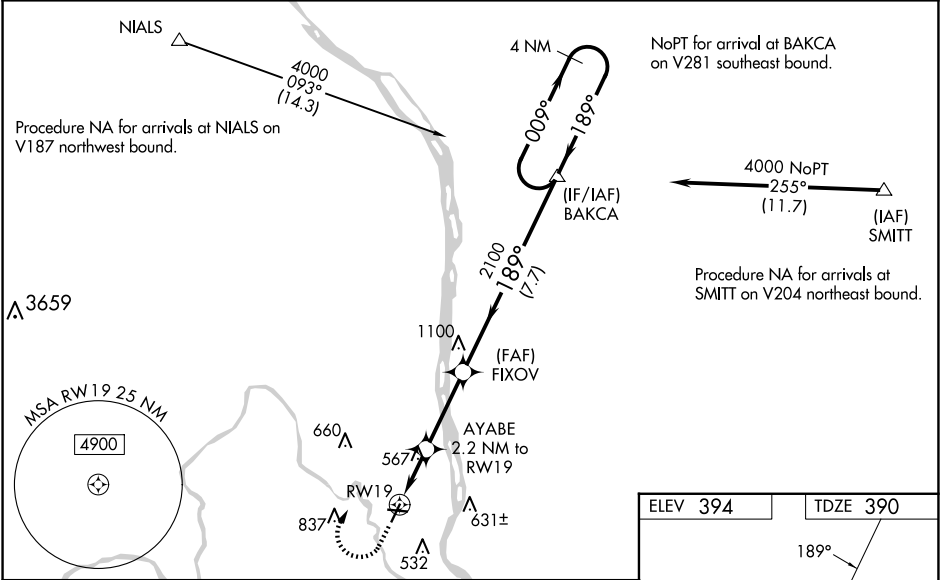 NIALS
4000
093°
(14.3)
Procedure NA for arrivals at NIALS on
V187 northwest bound.
4 NM
009°
189°
NoPT for arrival at BAKCA
on V281 southeast bound.
(IF/IAF)
BAKCA
4000 NoPT
255°
(11.7)
(IAF)
SMITT
Procedure NA for arrivals at
SMITT on V204 northeast bound.
2100
189°
(7.7)
3659
1100
(FAF)
FIXOV
MSA RW19 25 NM
4900
660
567
AYABE
2.2 NM to
RW19
RW19
837
631±
532
ELEV 394
TDZE 390
189°